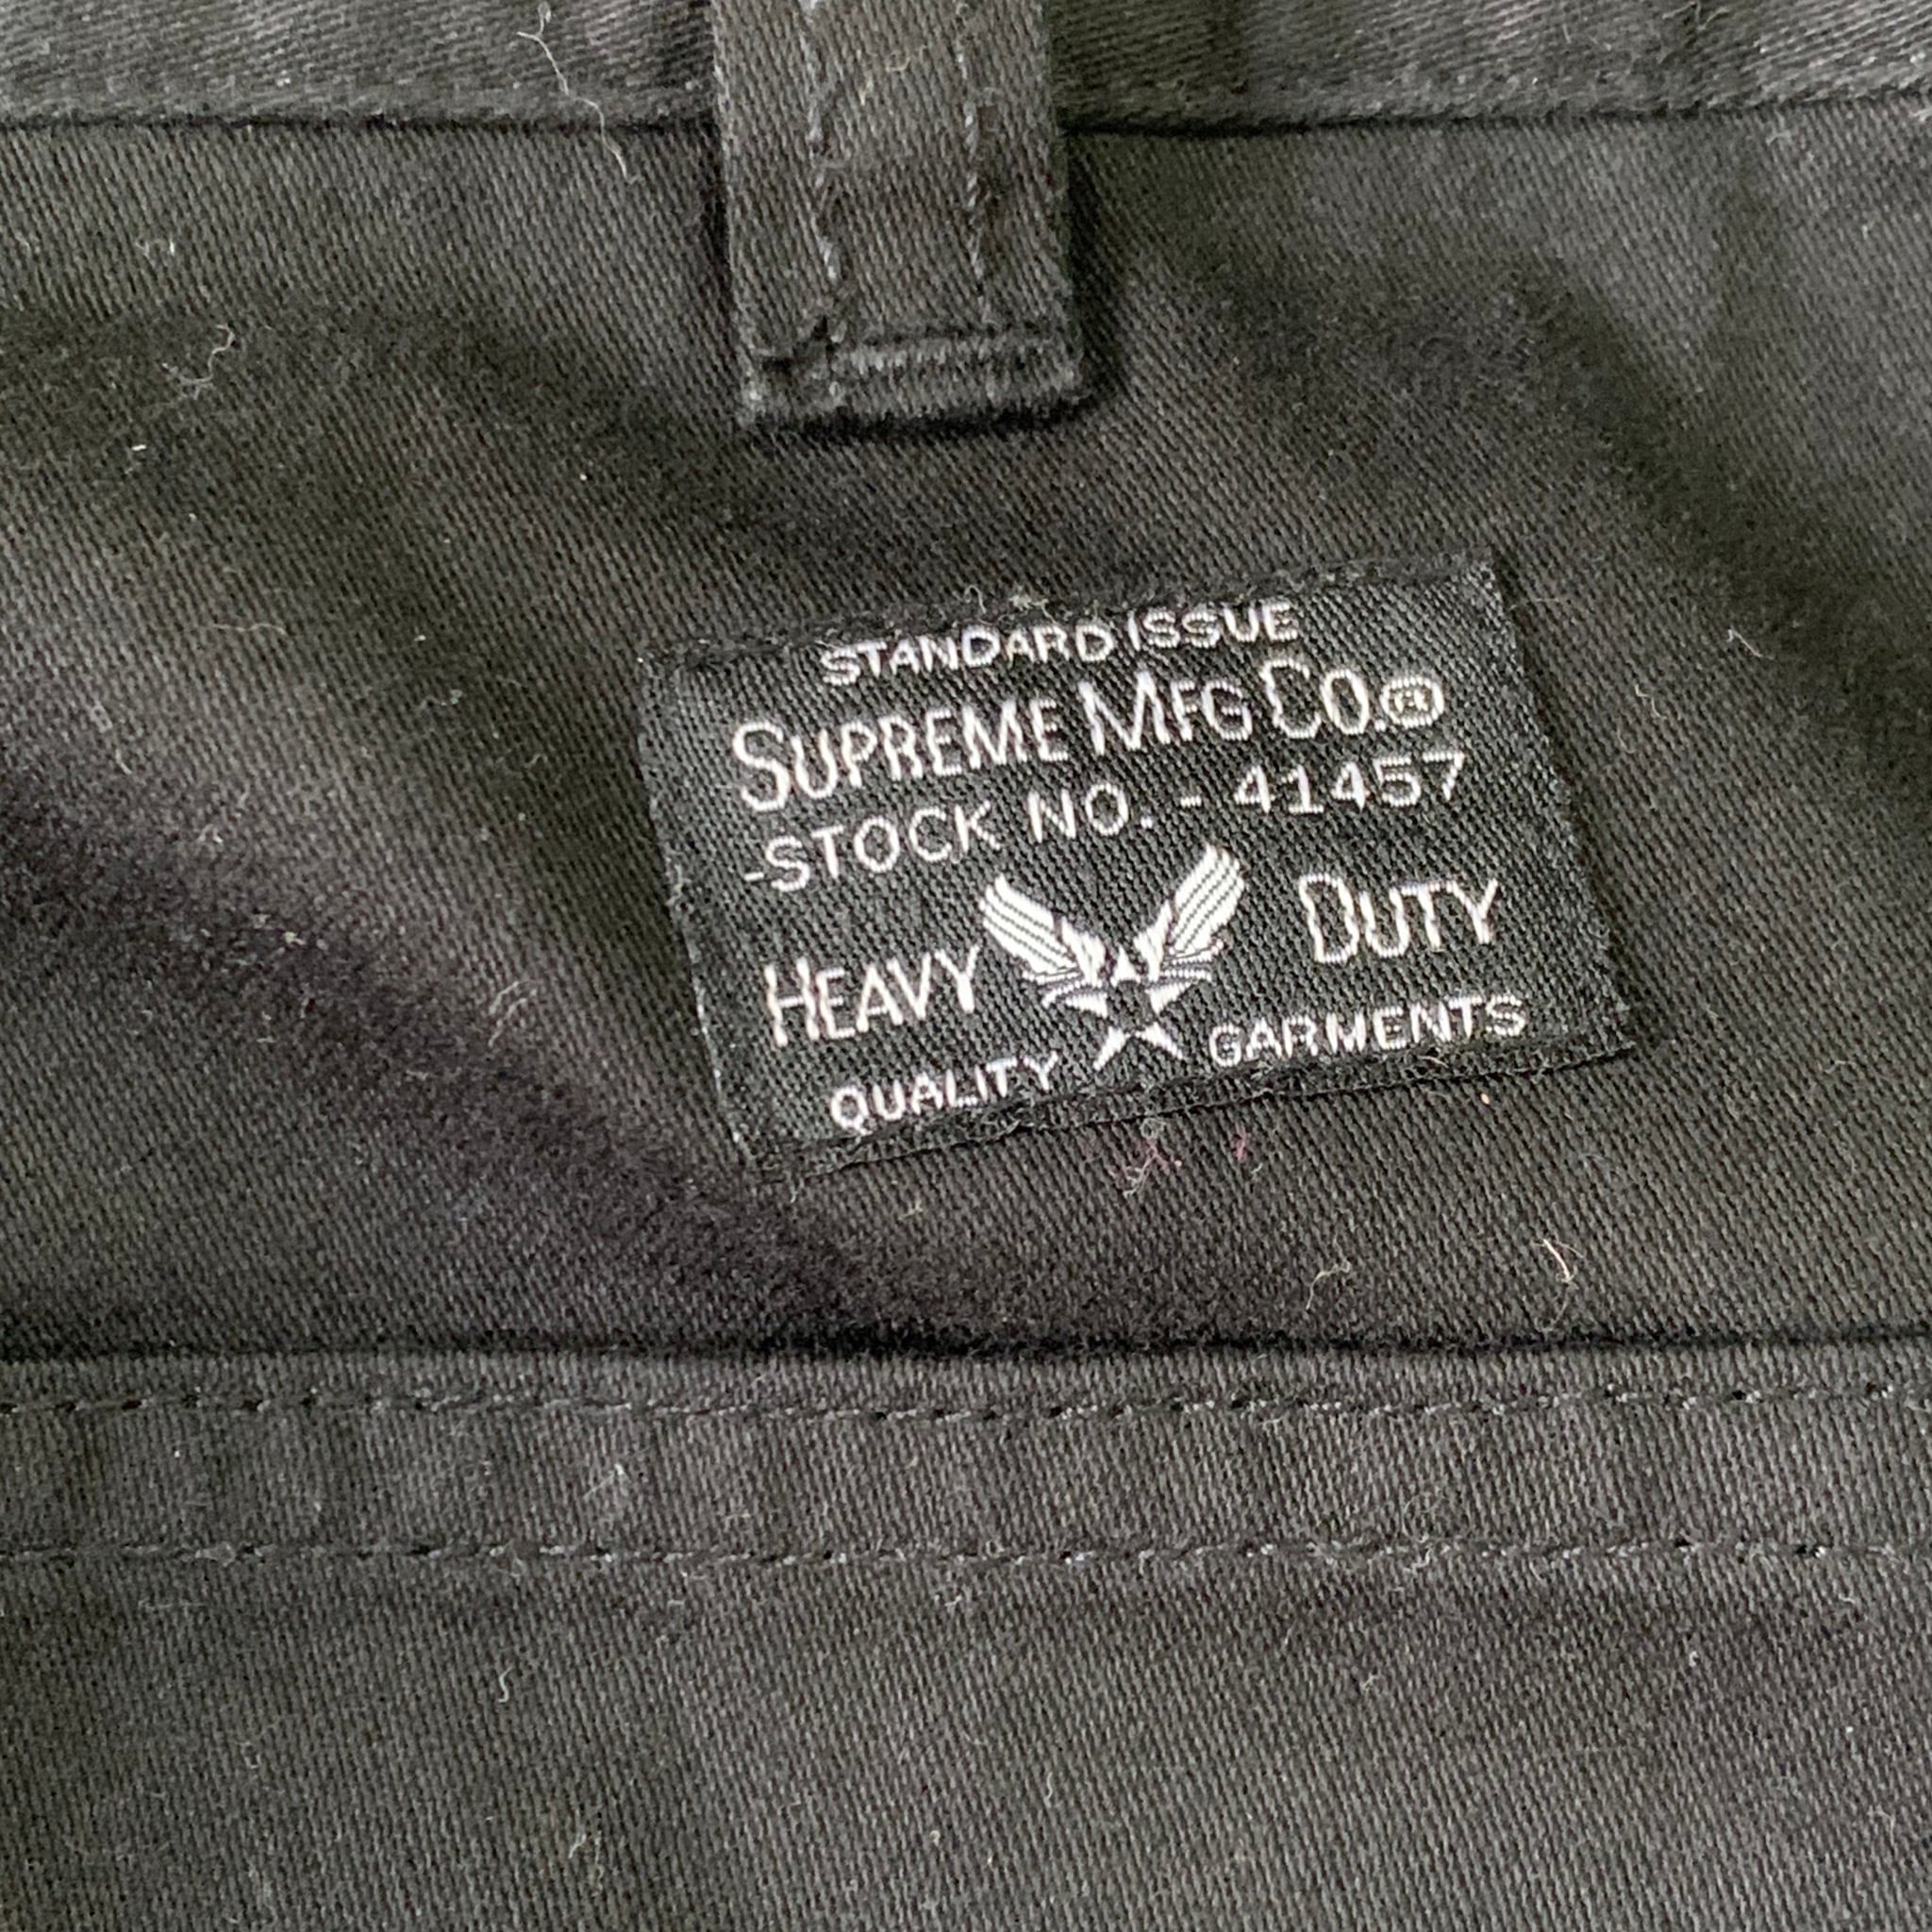 STANDARD ISSUE
SUPREME MFG CO.®
-STOCK NO. - 41457
HEAVY DUTY
QUALITY GARMENTS